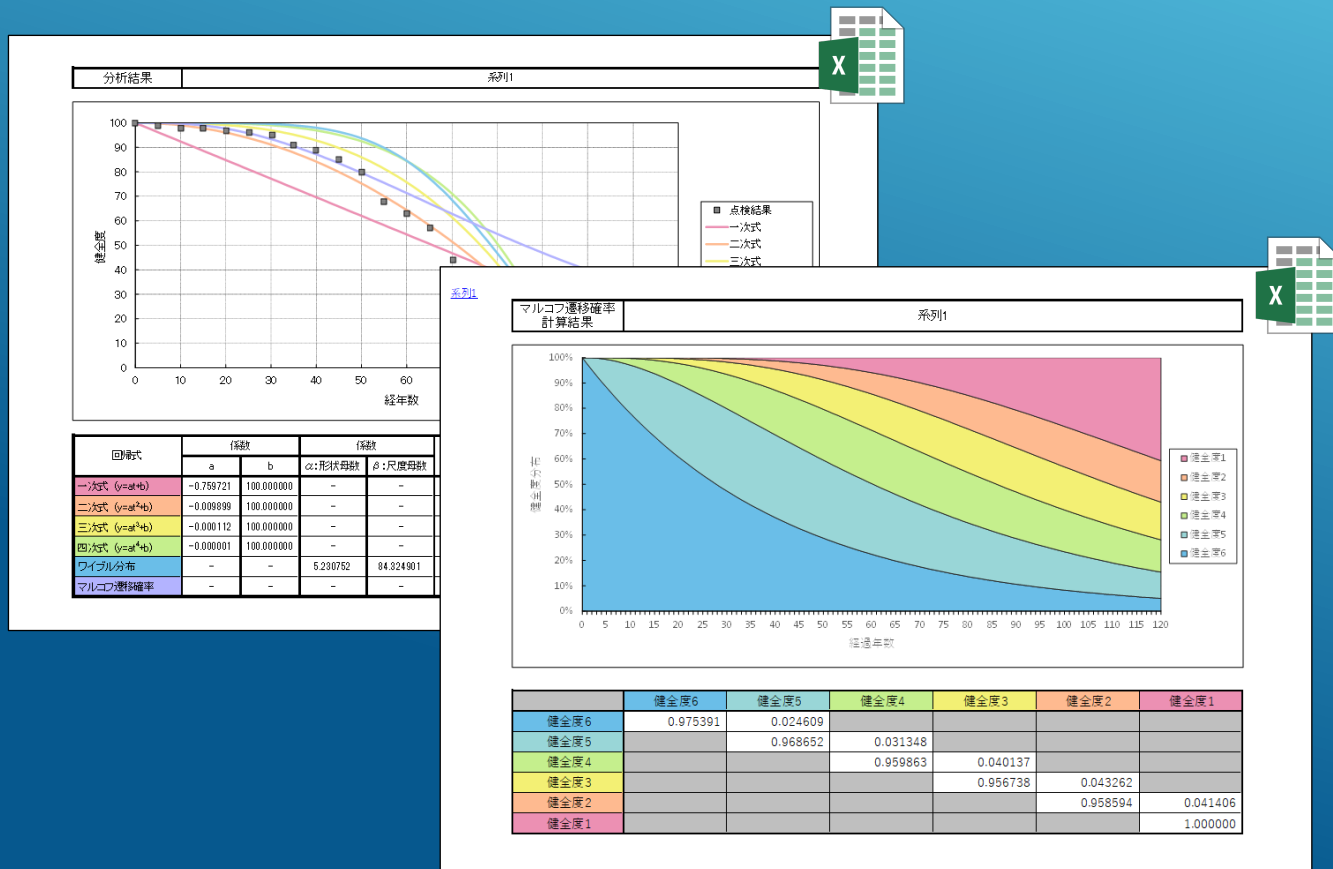 X
分析結果 系列1
100
90
80
70
60
50
40
30
20
10
0
健全度
0 10 20 30 40 50 60
経年数
点検結果
一次式
二次式
三次式
回帰式 係数 係数
a b α:形状母数 β:尺度母数
一次式 (y=at+b) -0.759721 100.000000 - -
二次式 (y=at²+b) -0.009899 100.000000 - -
三次式 (y=at³+b) -0.000112 100.000000 - -
四次式 (y=at⁴+b) -0.000001 100.000000 - -
ワイブル分布 - - 5.230752 84.324901
マルコフ遷移確率 - - - -
X
系列1
マルコフ遷移確率
計算結果
系列1
100%
90%
80%
70%
60%
50%
40%
30%
20%
10%
0%
健全度分布
0 5 10 15 20 25 30 35 40 45 50 55 60 65 70 75 80 85 90 95 100 105 110 115 120
経過年数
健全度1
健全度2
健全度3
健全度4
健全度5
健全度6
健全度6 健全度5 健全度4 健全度3 健全度2 健全度1
健全度6 0.975391 0.024609
健全度5 0.968652 0.031348
健全度4 0.959863 0.040137
健全度3 0.956738 0.043262
健全度2 0.958594 0.041406
健全度1 1.000000